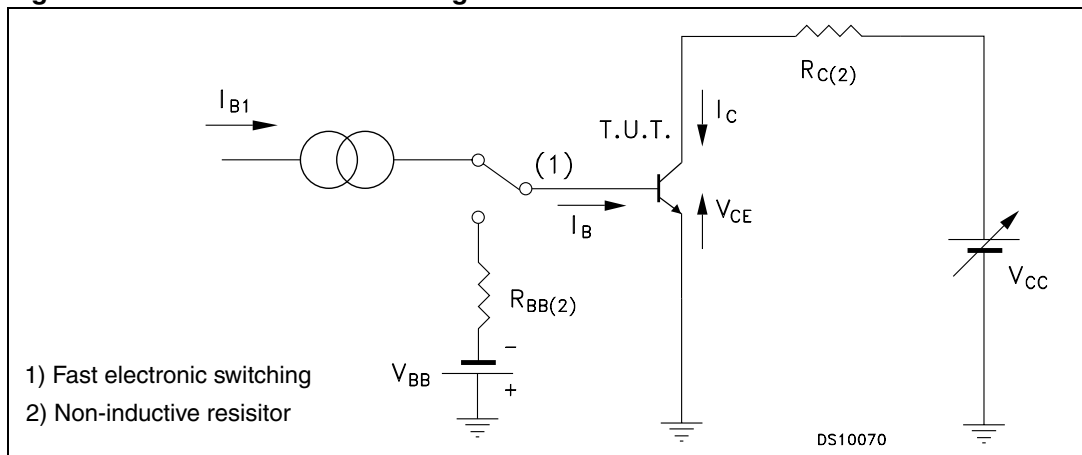 I_B1
R_C(2)
I_C
T.U.T.
(1)
I_B
V_CE
V_CC
R_BB(2)
-
V_BB
+
1) Fast electronic switching
2) Non-inductive resisitor
DS10070